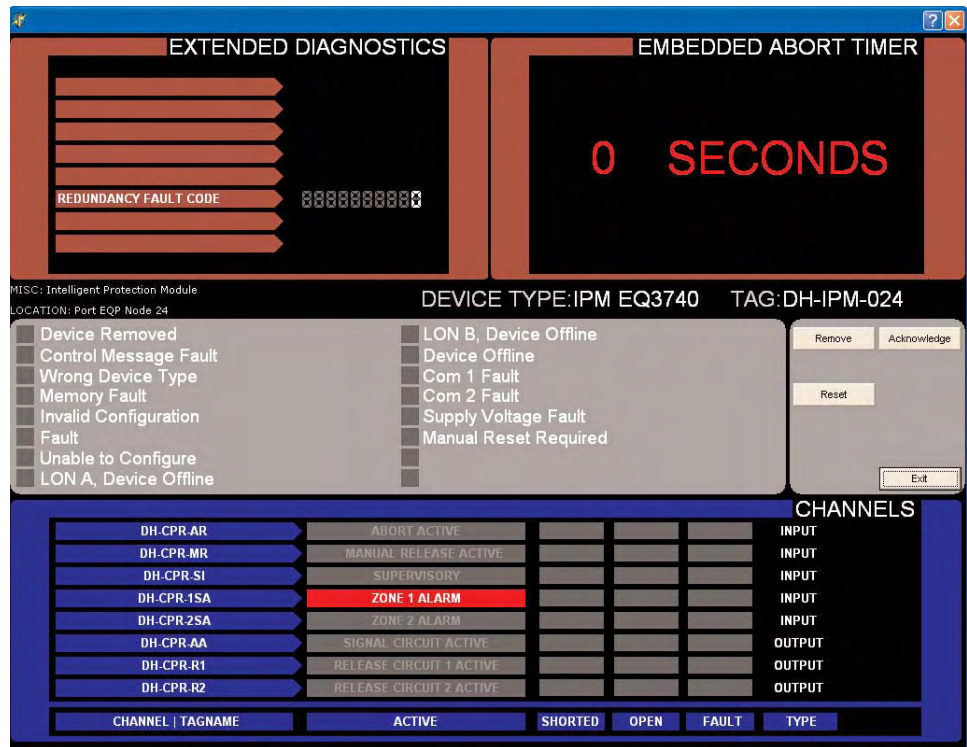 ?
EXTENDED DIAGNOSTICS
EMBEDDED ABORT TIMER
0 SECONDS
REDUNDANCY FAULT CODE
MISC: Intelligent Protection Module
LOCATION: Port EQP Node 24
DEVICE TYPE:IPM EQ3740 TAG:DH-IPM-024
Device Removed
Control Message Fault
Wrong Device Type
Memory Fault
Invalid Configuration
Fault
Unable to Configure
LON A, Device Offline
LON B, Device Offline
Device Offline
Com 1 Fault
Com 2 Fault
Supply Voltage Fault
Manual Reset Required
Remove Acknowledge
Reset
Exit
CHANNELS
DH-CPR-AR ABORT ACTIVE INPUT
DH-CPR-MR MANUAL RELEASE ACTIVE INPUT
DH-CPR-SI SUPERVISORY INPUT
DH-CPR-1SA ZONE 1 ALARM INPUT
DH-CPR-2SA ZONE 2 ALARM INPUT
DH-CPR-AA SIGNAL CIRCUIT ACTIVE OUTPUT
DH-CPR-R1 RELEASE CIRCUIT 1 ACTIVE OUTPUT
DH-CPR-R2 RELEASE CIRCUIT 2 ACTIVE OUTPUT
CHANNEL | TAGNAME ACTIVE SHORTED OPEN FAULT TYPE